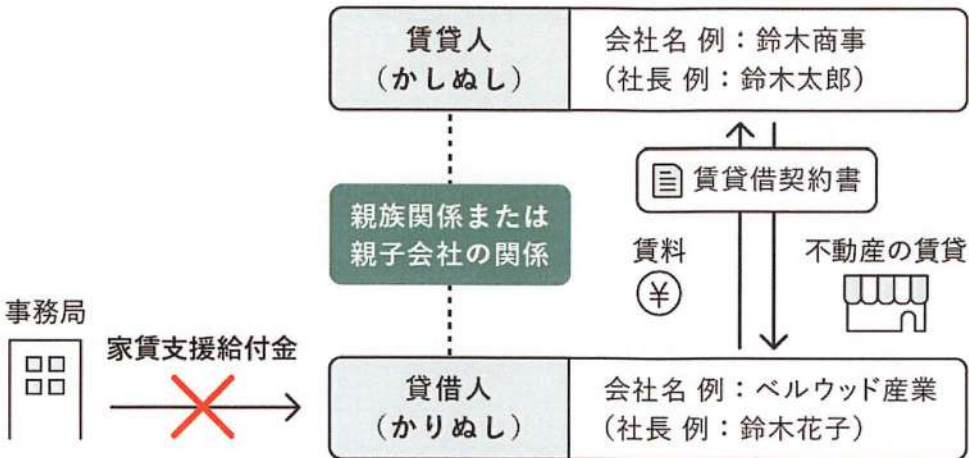 賃貸人
(かしぬし)
会社名 例：鈴木商事
(社長 例：鈴木太郎)
賃貸借契約書
親族関係または
親子会社の関係
賃料
¥
不動産の賃貸
事務局
家賃支援給付金
貸借人
(かりぬし)
会社名 例：ベルウッド産業
(社長 例：鈴木花子)